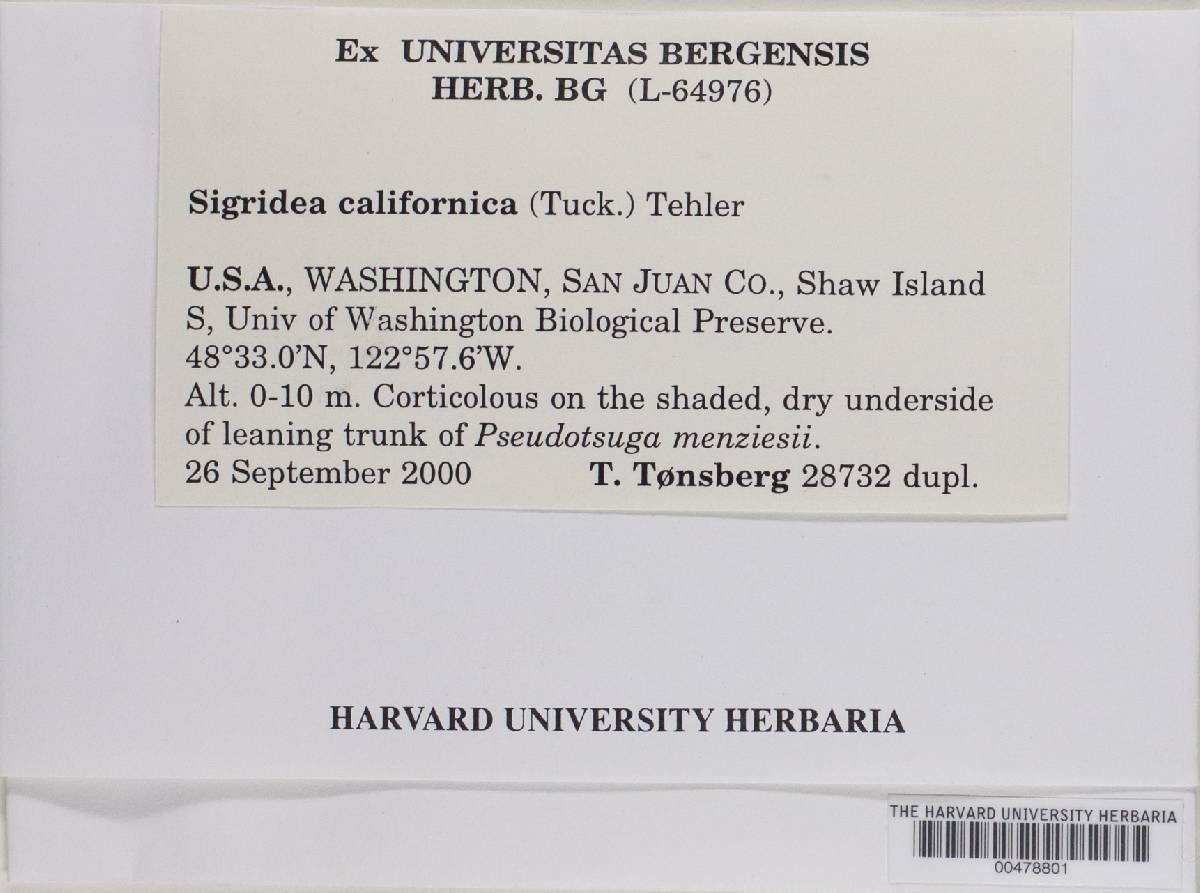 Ex UNIVERSITAS BERGENSIS
HERB. BG (L-64976)
Sigridea californica (Tuck.) Tehler
U.S.A., WASHINGTON, SAN JUAN CO., Shaw Island
S, Univ of Washington Biological Preserve.
48°33.0'N, 122°57.6'W.
Alt. 0-10 m. Corticolous on the shaded, dry underside
of leaning trunk of Pseudotsuga menziesii.
26 September 2000 T. Tønsberg 28732 dupl.
HARVARD UNIVERSITY HERBARIA
THE HARVARD UNIVERSITY HERBARIA
00478801